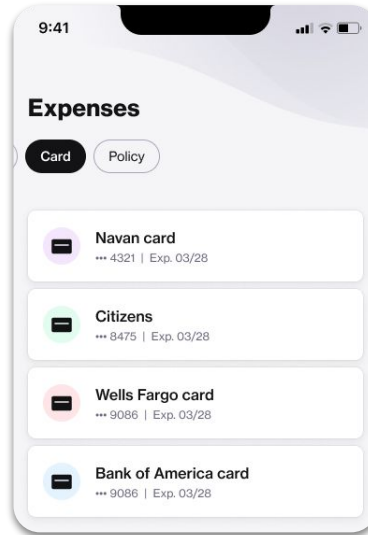 9:41
Expenses
Card
Policy
Navan card
••• 4321 | Exp. 03/28
Citizens
••• 8475 | Exp. 03/28
Wells Fargo card
••• 9086 | Exp. 03/28
Bank of America card
••• 9086 | Exp. 03/28